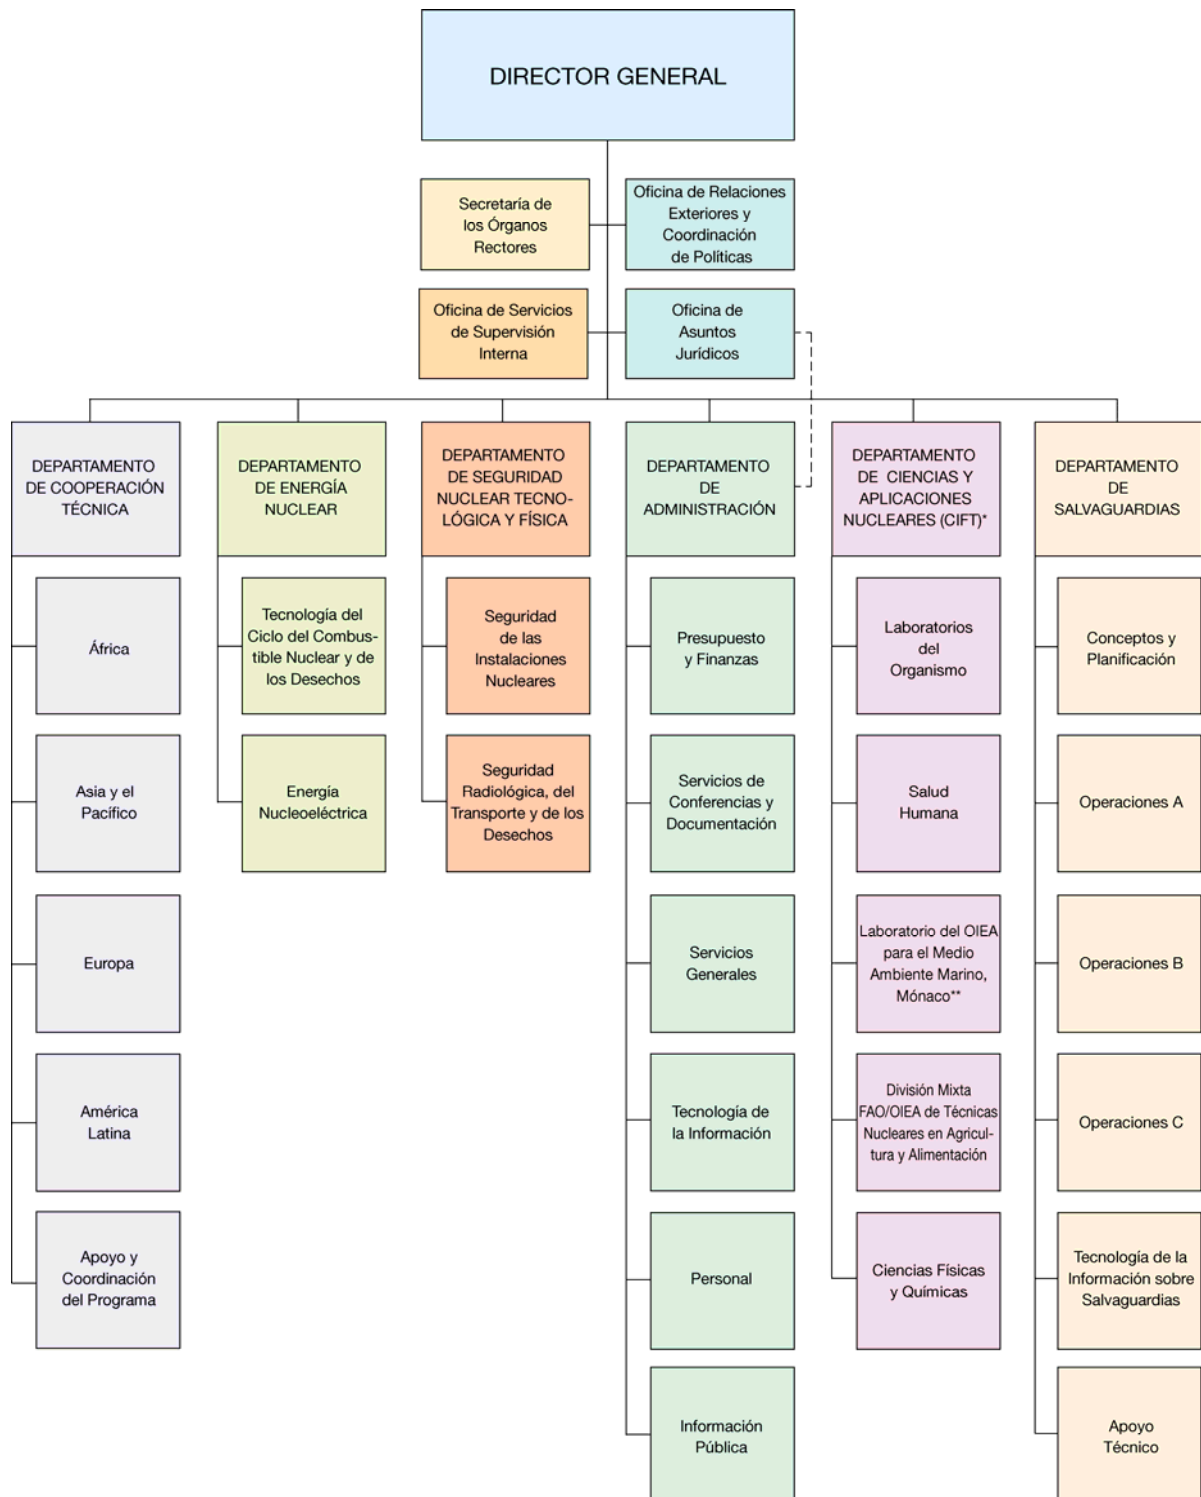 DIRECTOR GENERAL
Secretaría de
los Órganos
Rectores
Oficina de Relaciones
Exteriores y
Coordinación
de Políticas
Oficina de Servicios
de Supervisión
Interna
Oficina de
Asuntos
Jurídicos
DEPARTAMENTO
DE COOPERACIÓN
TÉCNICA
DEPARTAMENTO
DE ENERGÍA
NUCLEAR
DEPARTAMENTO
DE SEGURIDAD
NUCLEAR TECNO-
LÓGICA Y FÍSICA
DEPARTAMENTO
DE
ADMINISTRACIÓN
DEPARTAMENTO
DE CIENCIAS Y
APLICACIONES
NUCLEARES (CIFT)*
DEPARTAMENTO
DE
SALVAGUARDIAS
África
Tecnología del
Ciclo del Combus-
tible Nuclear y de
los Desechos
Seguridad
de las
Instalaciones
Nucleares
Presupuesto
y Finanzas
Laboratorios
del
Organismo
Conceptos y
Planificación
Asia y el
Pacífico
Energía
Nucleoeléctrica
Seguridad
Radiológica, del
Transporte y de los
Desechos
Servicios de
Conferencias y
Documentación
Salud
Humana
Operaciones A
Europa
Servicios
Generales
Laboratorio del OIEA
para el Medio
Ambiente Marino,
Mónaco**
Operaciones B
América
Latina
Tecnología de
la Información
División Mixta
FAO/OIEA de Técnicas
Nucleares en Agricul-
tura y Alimentación
Operaciones C
Apoyo y
Coordinación
del Programa
Personal
Ciencias Físicas
y Químicas
Tecnología de la
Información sobre
Salvaguardias
Información
Pública
Apoyo
Técnico